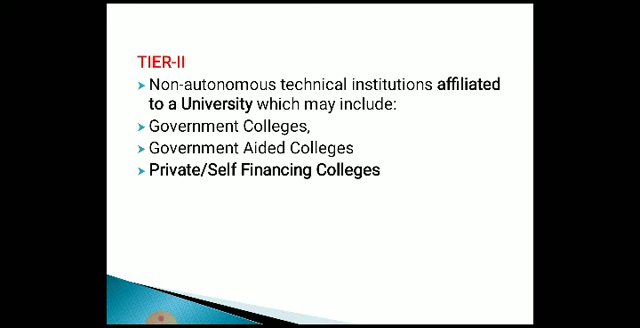 TIER-II
Non-autonomous technical institutions affiliated
to a University which may include:
Government Colleges,
Government Aided Colleges
Private/Self Financing Colleges